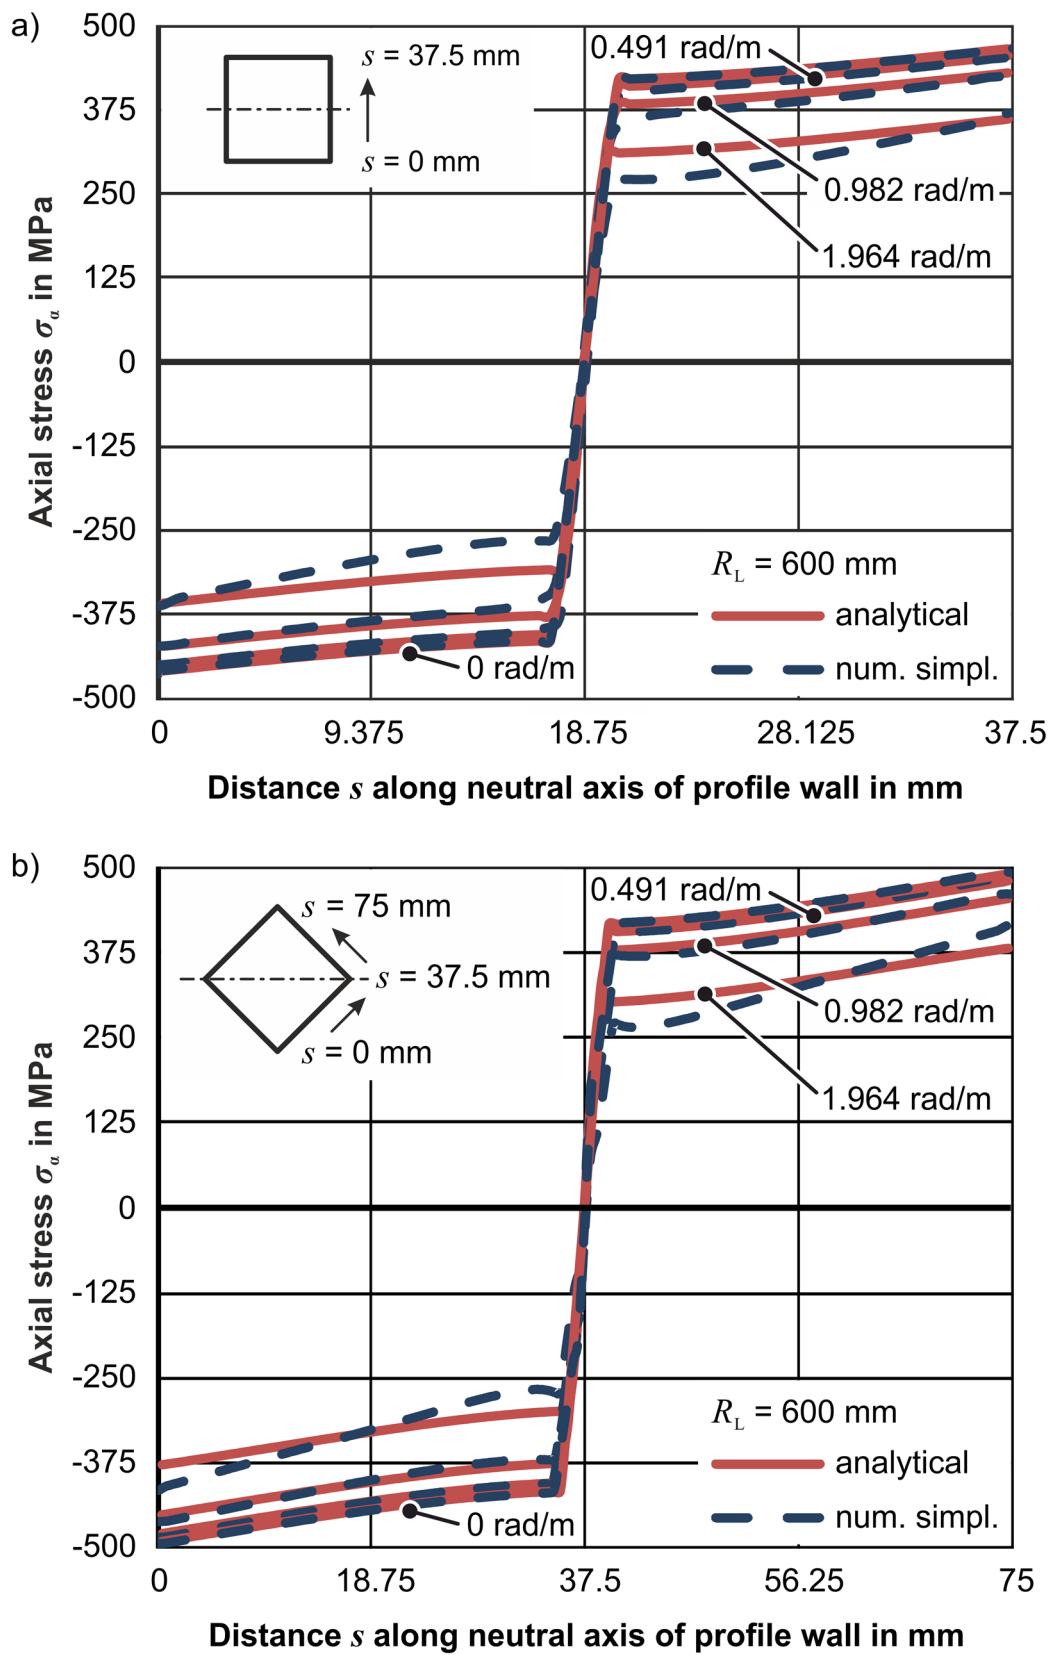 a)
500
375
250
125
0
-125
-250
-375
-500
Axial stress σα in MPa
s = 37.5 mm
s = 0 mm
0.491 rad/m
0.982 rad/m
1.964 rad/m
RL = 600 mm
analytical
num. simpl.
0 rad/m
0 9.375 18.75 28.125 37.5
Distance s along neutral axis of profile wall in mm
b)
500
375
250
125
0
-125
-250
-375
-500
Axial stress σα in MPa
s = 75 mm
s = 37.5 mm
s = 0 mm
0.491 rad/m
0.982 rad/m
1.964 rad/m
RL = 600 mm
analytical
num. simpl.
0 rad/m
0 18.75 37.5 56.25 75
Distance s along neutral axis of profile wall in mm